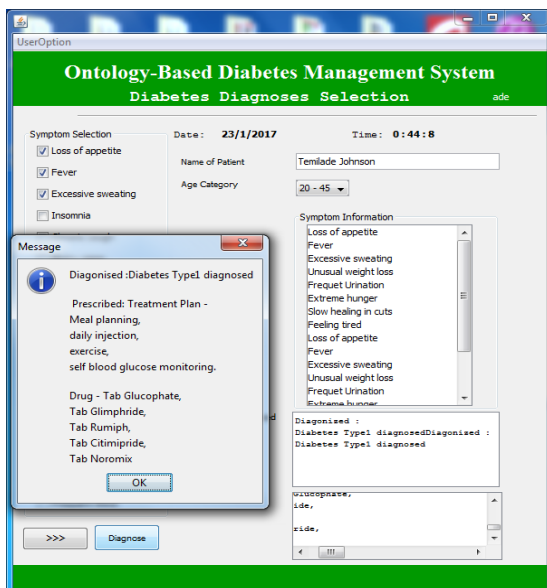 UserOption
Ontology-Based Diabetes Management System
Diabetes Diagnoses Selection
ade
Symptom Selection
Loss of appetite
Fever
Excessive sweating
Insomnia
Date: 23/1/2017
Time: 0:44:8
Name of Patient
Temilade Johnson
Age Category
20 - 45
Symptom Information
Loss of appetite
Fever
Excessive sweating
Unusual weight loss
Frequet Urination
Extreme hunger
Slow healing in cuts
Feeling tired
Loss of appetite
Fever
Excessive sweating
Unusual weight loss
Frequet Urination
Extreme hunger
Message
Diagonised :Diabetes Type1 diagnosed
Prescribed: Treatment Plan -
Meal planning,
daily injection,
exercise,
self blood glucose monitoring.
Drug - Tab Glucophate,
Tab Glimphride,
Tab Rumiph,
Tab Citimipride,
Tab Noromix
OK
Diagonised :
Diabetes Type1 diagnosedDiagonized :
Diabetes Type1 diagnosed
Glucophate,
ide,
ride,
>>>
Diagnose